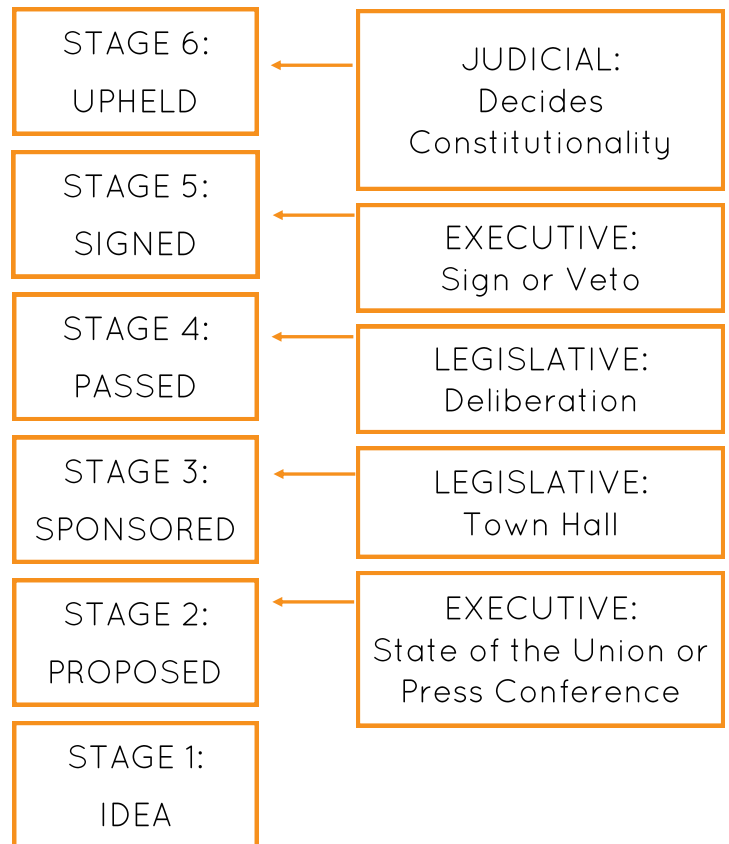 STAGE 6:
UPHELD
JUDICIAL:
Decides
Constitutionality
STAGE 5:
SIGNED
EXECUTIVE:
Sign or Veto
STAGE 4:
PASSED
LEGISLATIVE:
Deliberation
STAGE 3:
SPONSORED
LEGISLATIVE:
Town Hall
STAGE 2:
PROPOSED
EXECUTIVE:
State of the Union or
Press Conference
STAGE 1:
IDEA